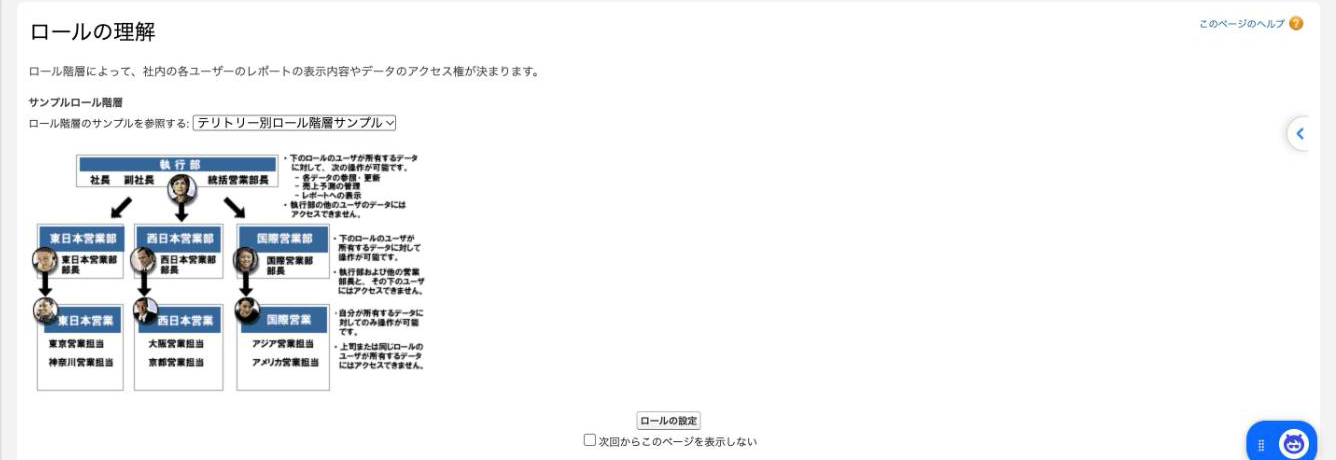 ロールの理解
このページのヘルプ ?
ロール階層によって、社内の各ユーザーのレポートの表示内容やデータのアクセス権が決まります。
サンプルロール階層
ロール階層のサンプルを参照する: テリトリー別ロール階層サンプル
執行部
社長 副社長 統括営業部長
・下のロールのユーザが所有するデータ
に対して、次の操作が可能です。
- 各データの参照・更新
- 売上予測の管理
- レポートへの表示
・執行部の他のユーザのデータには
アクセスできません。
東日本営業部
東日本営業部
部長
西日本営業部
西日本営業部
部長
国際営業部
国際営業部
部長
・下のロールのユーザが
所有するデータに対して
操作が可能です。
・執行部および他の営業
部長と、その下のユーザ
にはアクセスできません。
東日本営業
東京営業担当
神奈川営業担当
西日本営業
大阪営業担当
京都営業担当
国際営業
アジア営業担当
アメリカ営業担当
・自分が所有するデータに
対してのみ操作が可能
です。
・上司または同じロールの
ユーザが所有するデータ
にはアクセスできません。
ロールの設定
次回からこのページを表示しない